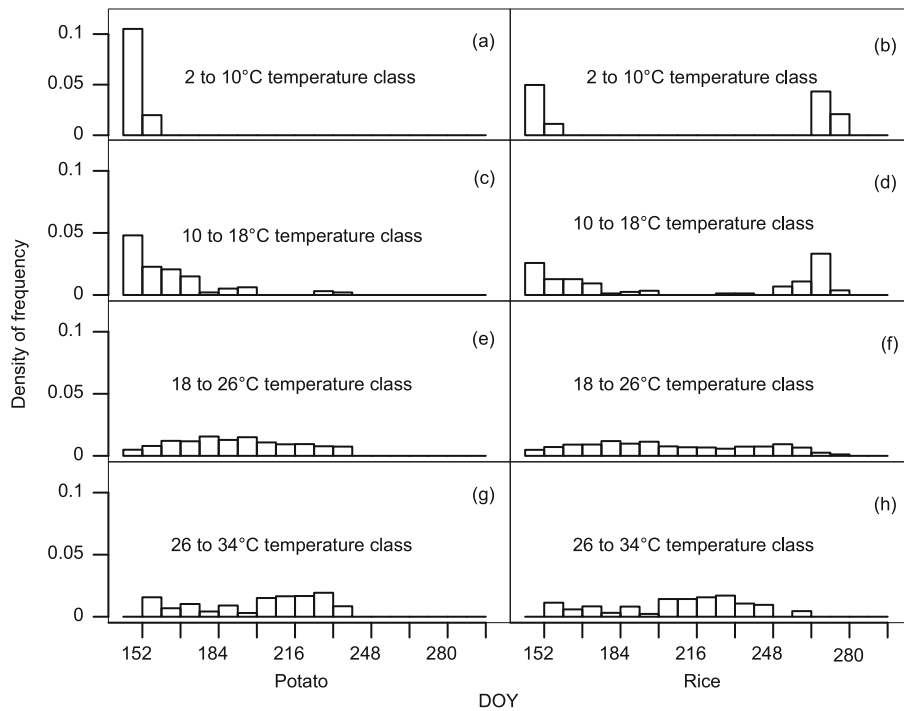 0.1
0.05
0
(a)
2 to 10°C temperature class
(b)
2 to 10°C temperature class
0.1
0.05
0
(c)
10 to 18°C temperature class
(d)
10 to 18°C temperature class
0.1
0.05
0
(e)
18 to 26°C temperature class
(f)
18 to 26°C temperature class
0.1
0.05
0
(g)
26 to 34°C temperature class
(h)
26 to 34°C temperature class
Density of frequency
152 184 216 248 280
152 184 216 248 280
Potato
Rice
DOY